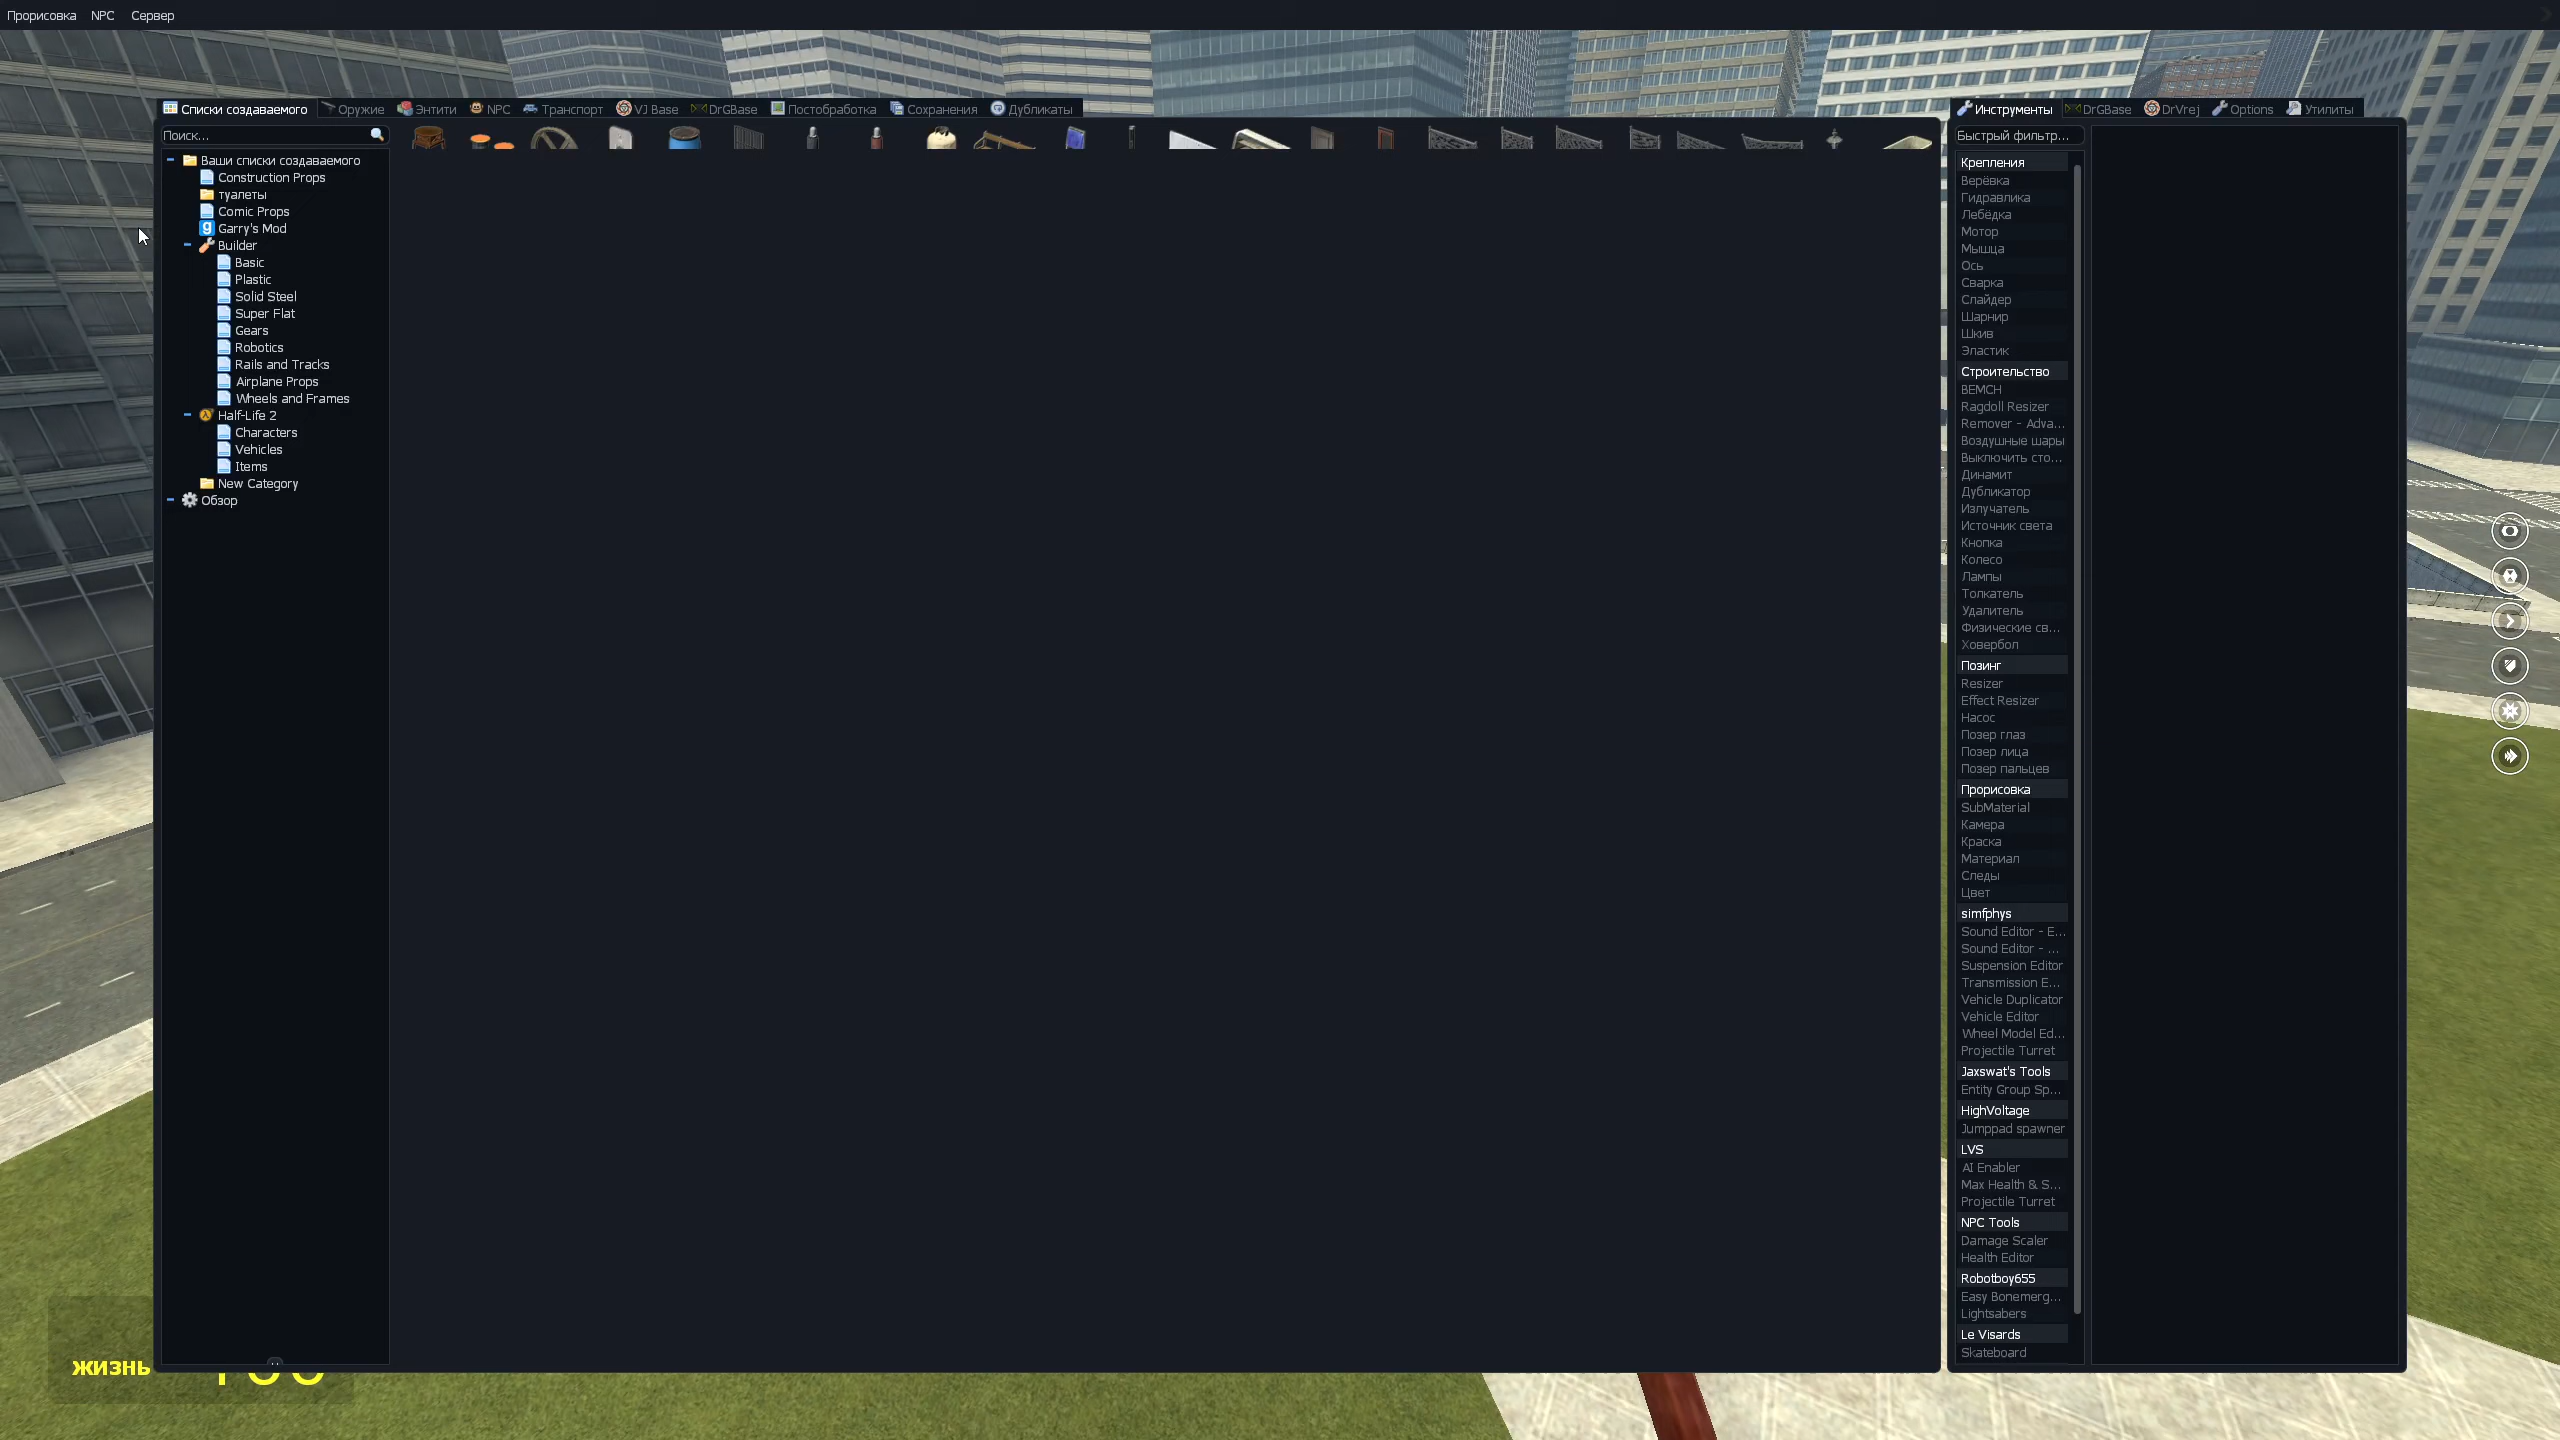 Прорисовка NPC Сервер
Списки создаваемого Оружие Энтити NPC Транспорт VJ Base DrGBase Постобработка Сохранения Дубликаты
Поиск...
Ваши списки создаваемого
Construction Props
туалеты
Comic Props
Garry's Mod
Builder
Basic
Plastic
Solid Steel
Super Flat
Gears
Robotics
Rails and Tracks
Airplane Props
Wheels and Frames
Half-Life 2
Characters
Vehicles
Items
New Category
Обзор
Инструменты DrGBase DrVrej Options Утилиты
Быстрый фильтр...
Крепления
Верёвка
Гидравлика
Лебёдка
Мотор
Мышца
Ось
Сварка
Слайдер
Шарнир
Шкив
Эластик
Строительство
BEMCH
Ragdoll Resizer
Remover - Adva...
Воздушные шары
Выключить сто...
Динамит
Дубликатор
Излучатель
Источник света
Кнопка
Колесо
Лампы
Толкатель
Удалитель
Физические св...
Ховербол
Позинг
Resizer
Effect Resizer
Насос
Позер глаз
Позер лица
Позер пальцев
Прорисовка
SubMaterial
Камера
Краска
Материал
Следы
Цвет
simfphys
Sound Editor - E...
Sound Editor - ...
Suspension Editor
Transmission E...
Vehicle Duplicator
Vehicle Editor
Wheel Model Ed...
Projectile Turret
Jaxswat's Tools
Entity Group Sp...
HighVoltage
Jumppad spawner
LVS
AI Enabler
Max Health & S...
Projectile Turret
NPC Tools
Damage Scaler
Health Editor
Robotboy655
Easy Bonemerg...
Lightsabers
Le Visards
Skateboard
ЖИЗНЬ